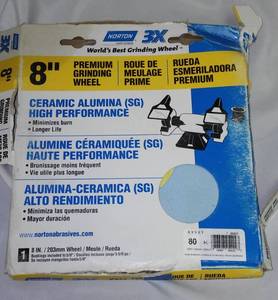 NORTON 3X
World's Best Grinding Wheel
8"
PREMIUM GRINDING WHEEL
ROUE DE MEULAGE PRIME
RUEDA ESMERILADORA PREMIUM
CERAMIC ALUMINA (SG)
HIGH PERFORMANCE
• Minimizes burn
• Longer Life
ALUMINE CÉRAMIQUÉE (SG)
HAUTE PERFORMANCE
• Brunissage moins fréquent
• Vie utile plus longue
ALUMINA-CERAMICA (SG)
ALTO RENDIMIENTO
• Minimiza las quemaduras
• Mayor duración
www.nortonabrasives.com
80
1 8 IN. / 203mm Wheel / Meule / Rueda
8"